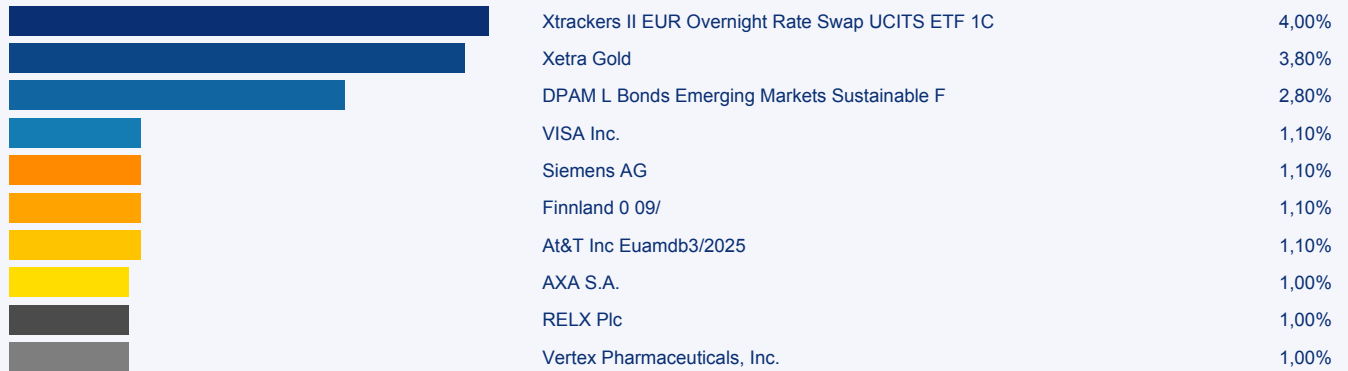 Xtrackers II EUR Overnight Rate Swap UCITS ETF 1C 4,00%
Xetra Gold 3,80%
DPAM L Bonds Emerging Markets Sustainable F 2,80%
VISA Inc. 1,10%
Siemens AG 1,10%
Finnland 0 09/ 1,10%
At&T Inc Euamdb3/2025 1,10%
AXA S.A. 1,00%
RELX Plc 1,00%
Vertex Pharmaceuticals, Inc. 1,00%